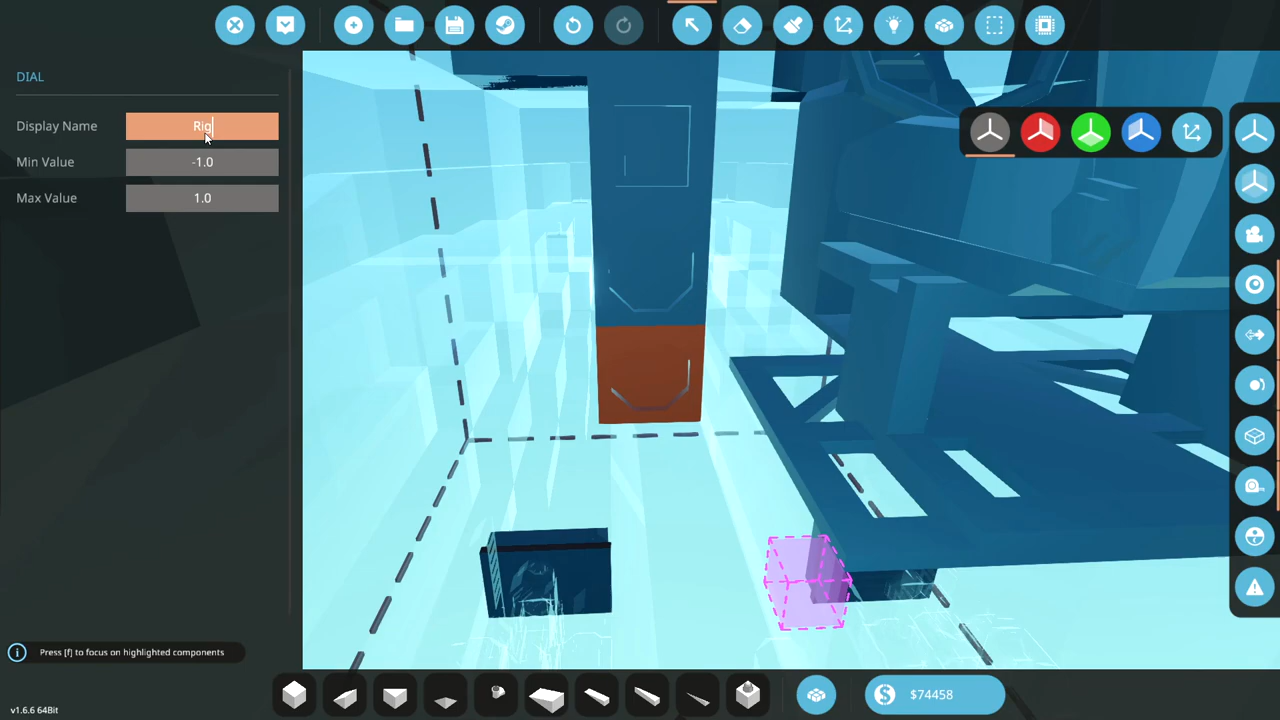 DIAL
Display Name Rig
Min Value -1.0
Max Value 1.0
Press [f] to focus on highlighted components
v1.6.6 64Bit
$74458